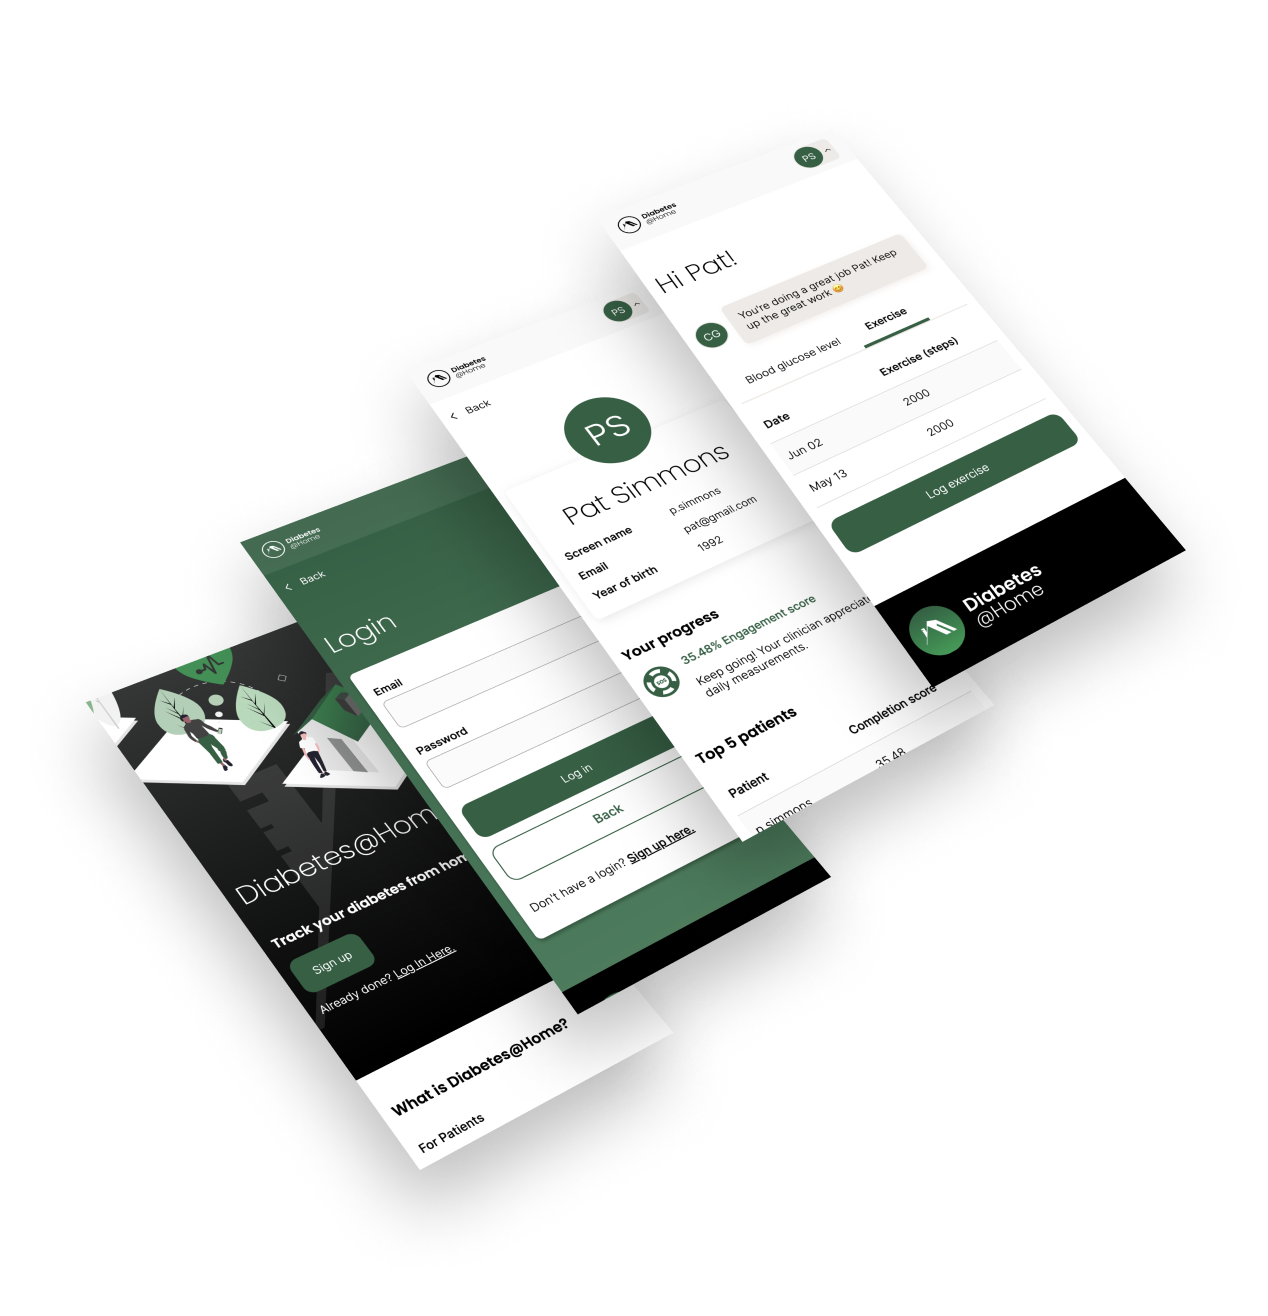 Diabetes@Hom
Track your diabetes from hom
Sign up
Already done? Log In Here.
What is Diabetes@Home?
For Patients
Diabetes
@Home
Back
Login
Email
Password
Log in
Back
Don't have a login? Sign up here.
Diabetes
@Home
PS
Back
PS
Pat Simmons
Screen name p.simmons
Email pat@gmail.com
Year of birth 1992
Your progress
35.48% Engagement score
SOS
Keep going! Your clinician appreciate
daily measurements.
Top 5 patients
Patient Completion score
p.simmons 35.48
Diabetes
@Home
PS
Hi Pat!
CG
You're doing a great job Pat! Keep
up the great work 😄
Blood glucose level Exercise
Date Exercise (steps)
Jun 02 2000
May 13 2000
Log exercise
Diabetes
@Home